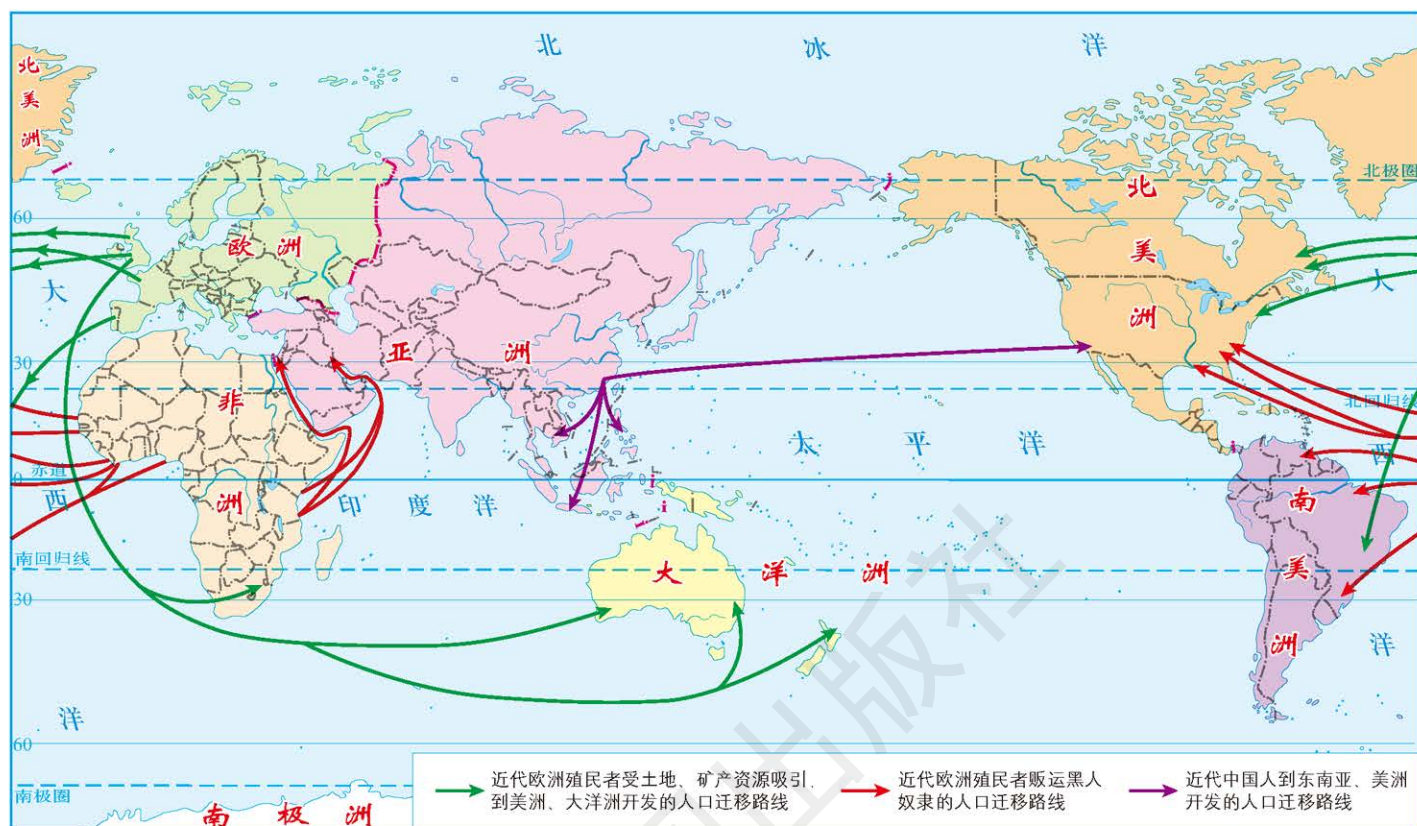 北 冰 洋
北
美
洲
北极圈
60
欧 洲
北
美
洲
大
大
亚 洲
30
30
非
洲
北回归线
太 平 洋
西
赤道
0
西
印 度 洋
南
美
洲
南回归线
大 洋 洲
30
洋
洋
60
南极圈
南 极 洲
近代欧洲殖民者受土地、矿产资源吸引,
到美洲、大洋洲开发的人口迁移路线
近代欧洲殖民者贩运黑人
奴隶的人口迁移路线
近代中国人到东南亚、美洲
开发的人口迁移路线
出版社